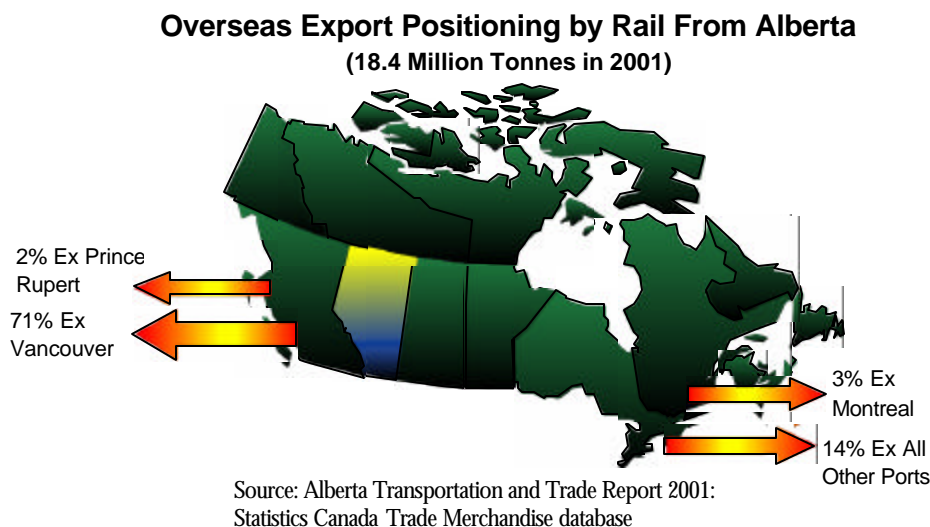 Overseas Export Positioning by Rail From Alberta
(18.4 Million Tonnes in 2001)
2% Ex Prince
Rupert
71% Ex
Vancouver
3% Ex
Montreal
14% Ex All
Other Ports
Source: Alberta Transportation and Trade Report 2001:
Statistics Canada Trade Merchandise database